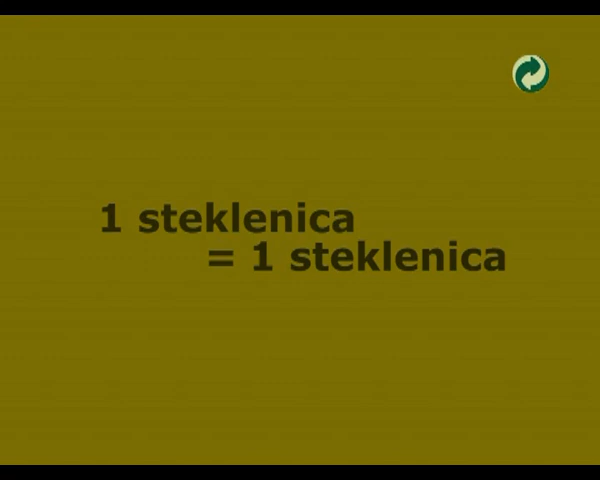 1 steklenica
= 1 steklenica